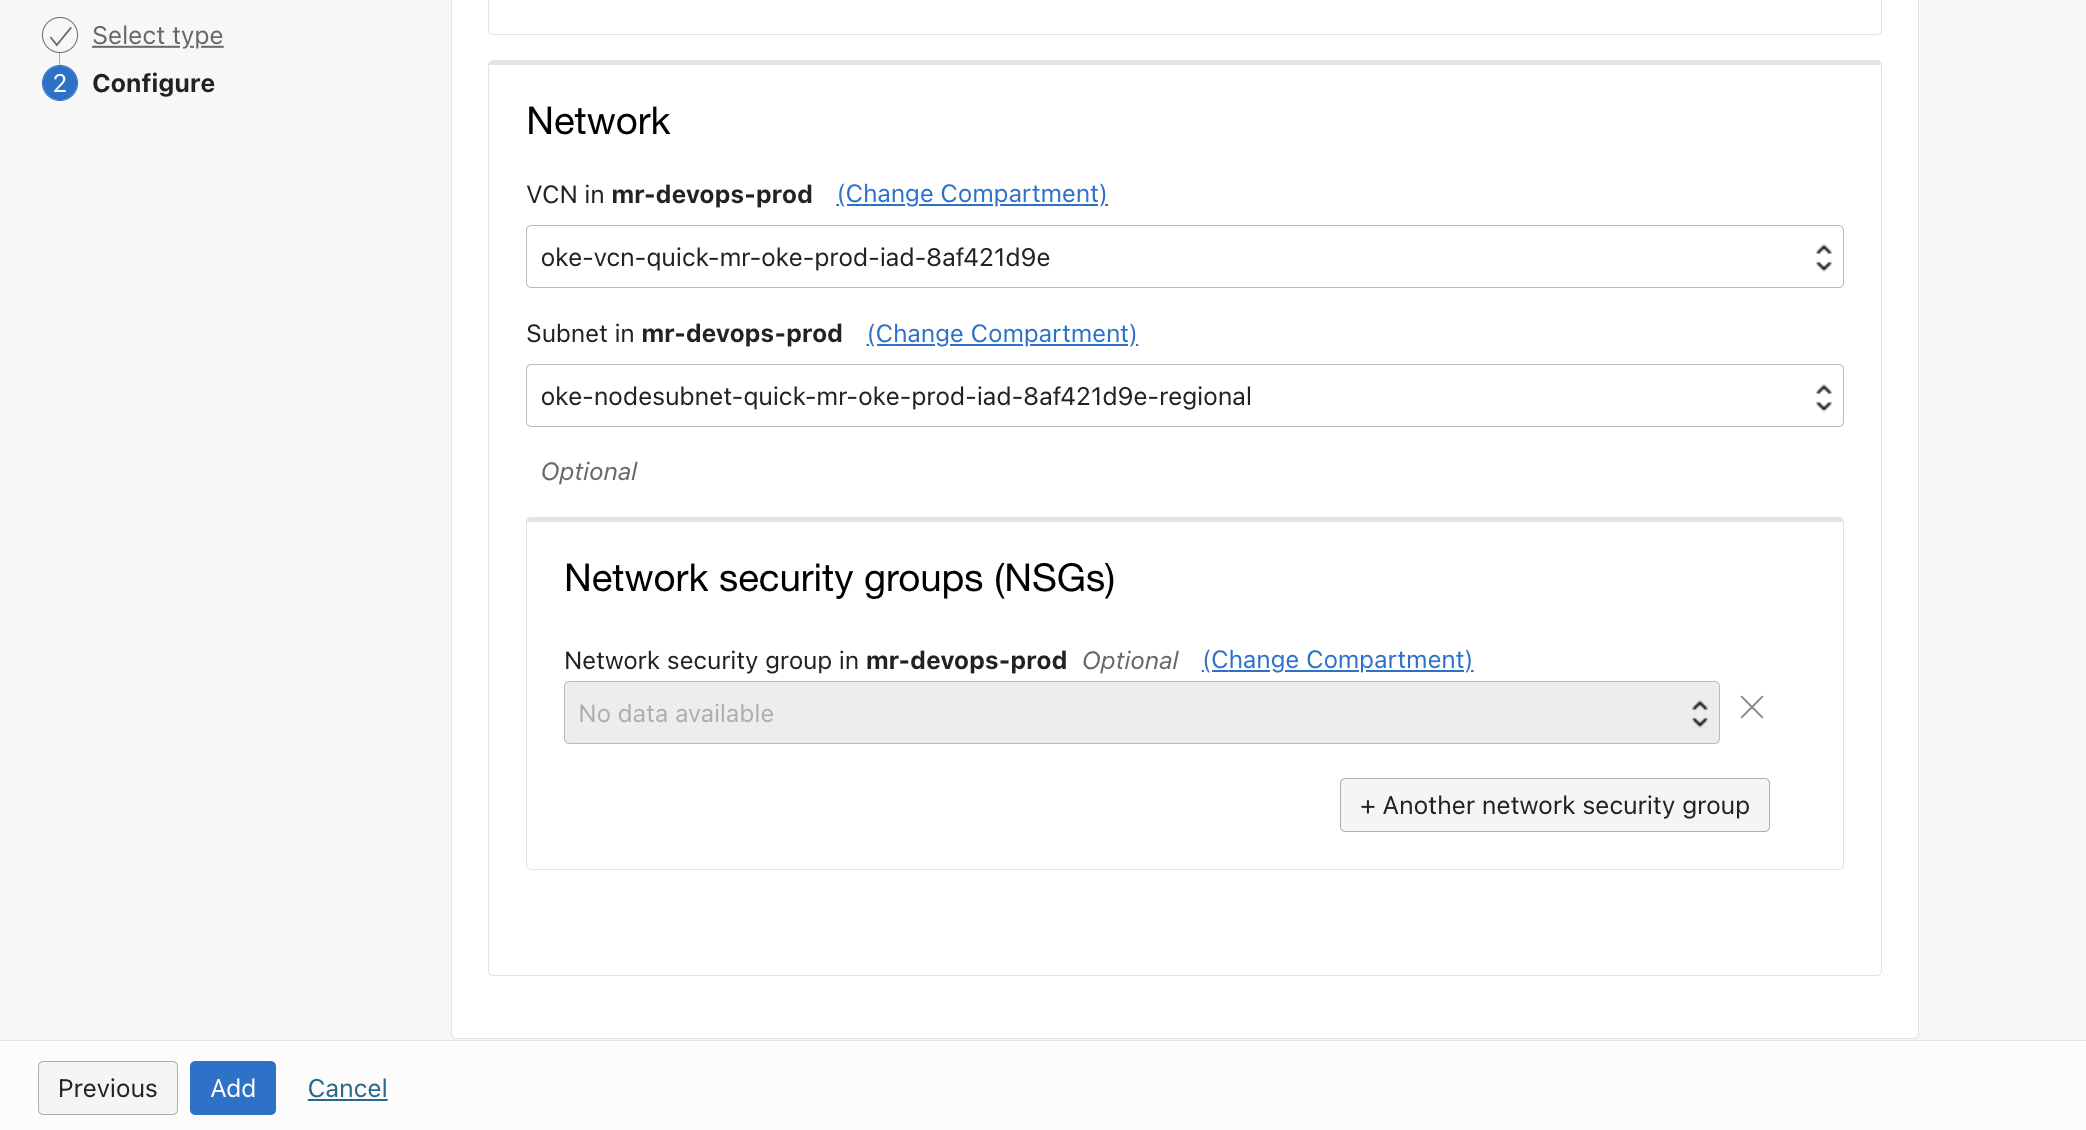 Select type
2 Configure
Network
VCN in mr-devops-prod (Change Compartment)
oke-vcn-quick-mr-oke-prod-iad-8af421d9e
Subnet in mr-devops-prod (Change Compartment)
oke-nodesubnet-quick-mr-oke-prod-iad-8af421d9e-regional
Optional
Network security groups (NSGs)
Network security group in mr-devops-prod Optional (Change Compartment)
No data available
+ Another network security group
Previous Add Cancel